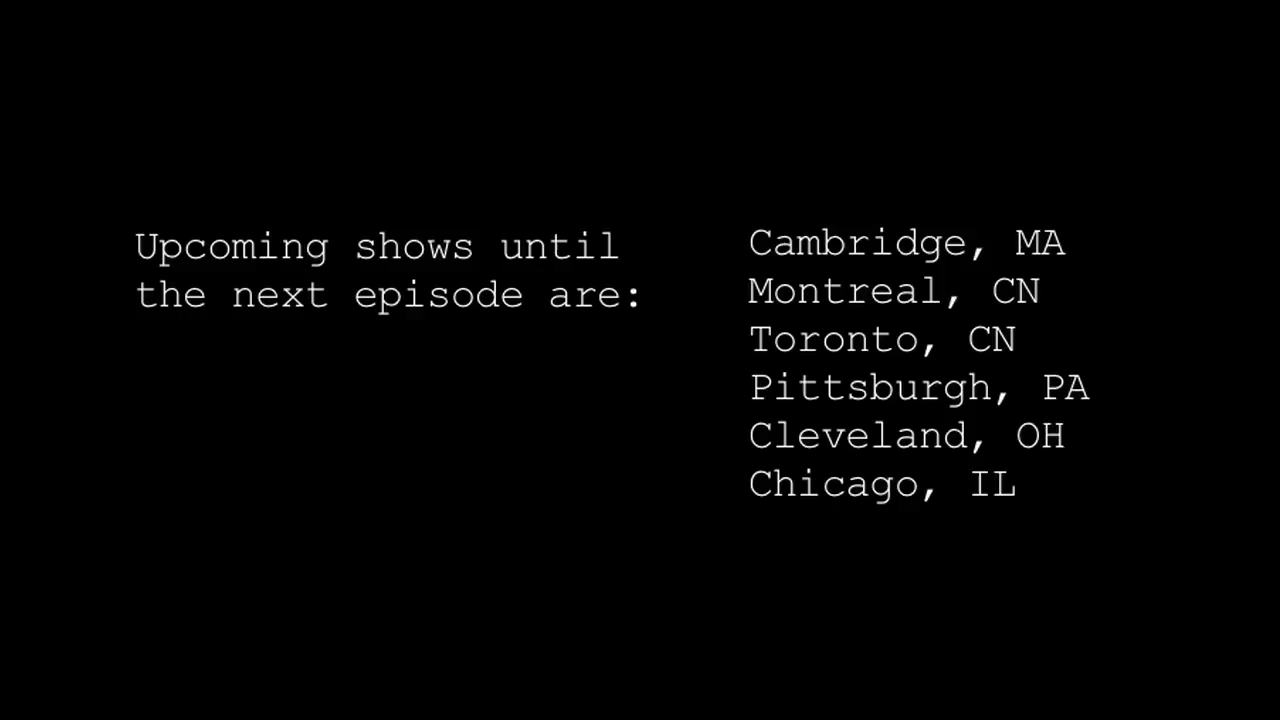 Upcoming shows until
the next episode are:
Cambridge, MA
Montreal, CN
Toronto, CN
Pittsburgh, PA
Cleveland, OH
Chicago, IL